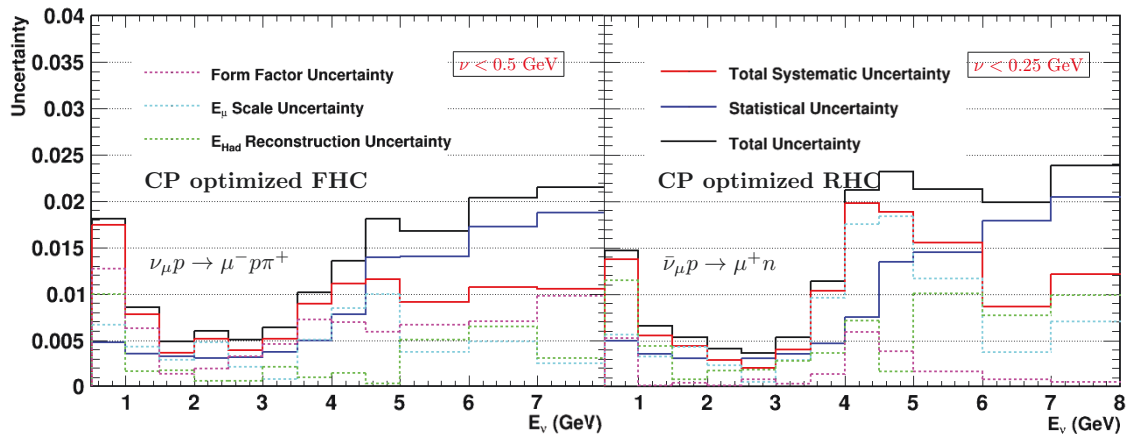 Uncertainty
0.04
0.035
0.03
0.025
0.02
0.015
0.01
0.005
0
Form Factor Uncertainty
E_μ Scale Uncertainty
E_Had Reconstruction Uncertainty
ν < 0.5 GeV
CP optimized FHC
ν_μ p → μ⁻ p π⁺
1 2 3 4 5 6 7
E_ν (GeV)
Total Systematic Uncertainty
Statistical Uncertainty
Total Uncertainty
ν < 0.25 GeV
CP optimized RHC
ν̄_μ p → μ⁺ n
1 2 3 4 5 6 7 8
E_ν (GeV)